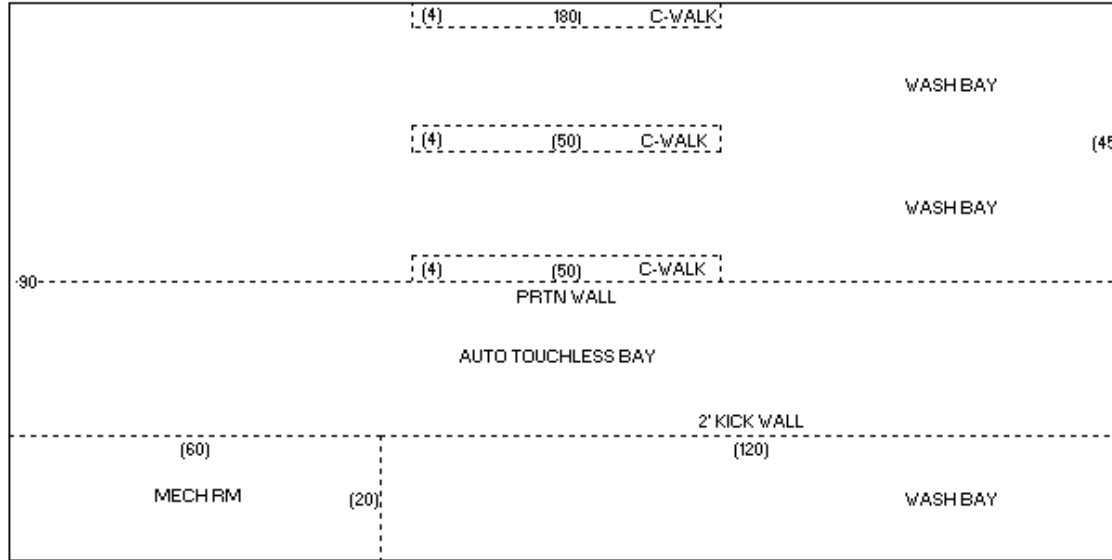 (4) 180 C-WALK
WASH BAY
(4) (50) C-WALK
(45
WASH BAY
(4) (50) C-WALK
90
PRTN WALL
AUTO TOUCHLESS BAY
2' KICK WALL
(60) (120)
MECH RM (20) WASH BAY